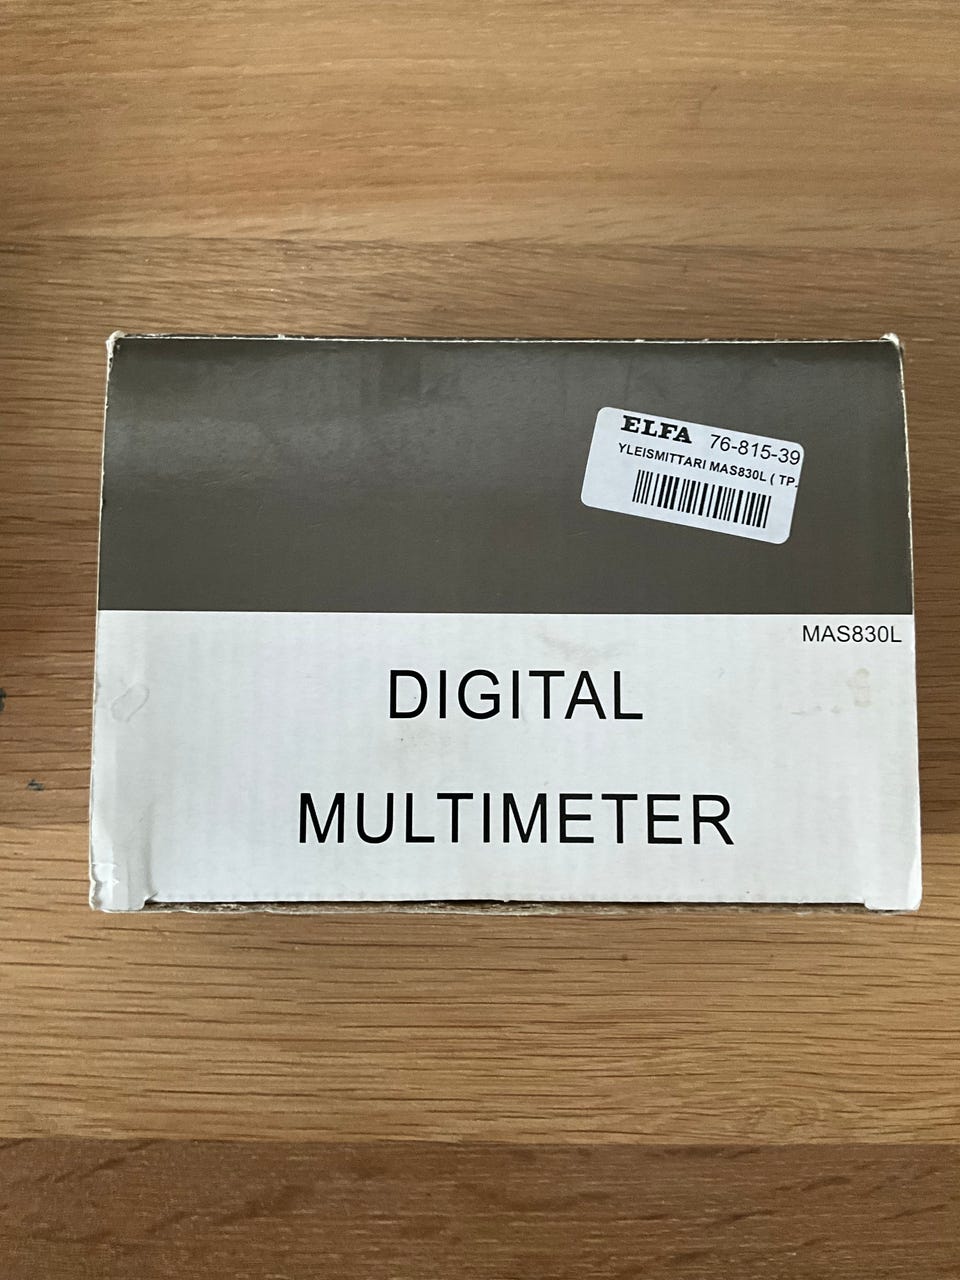 ELFA 76-815-39
YLEISMITTARI MAS830L ( TP.
MAS830L
DIGITAL
MULTIMETER